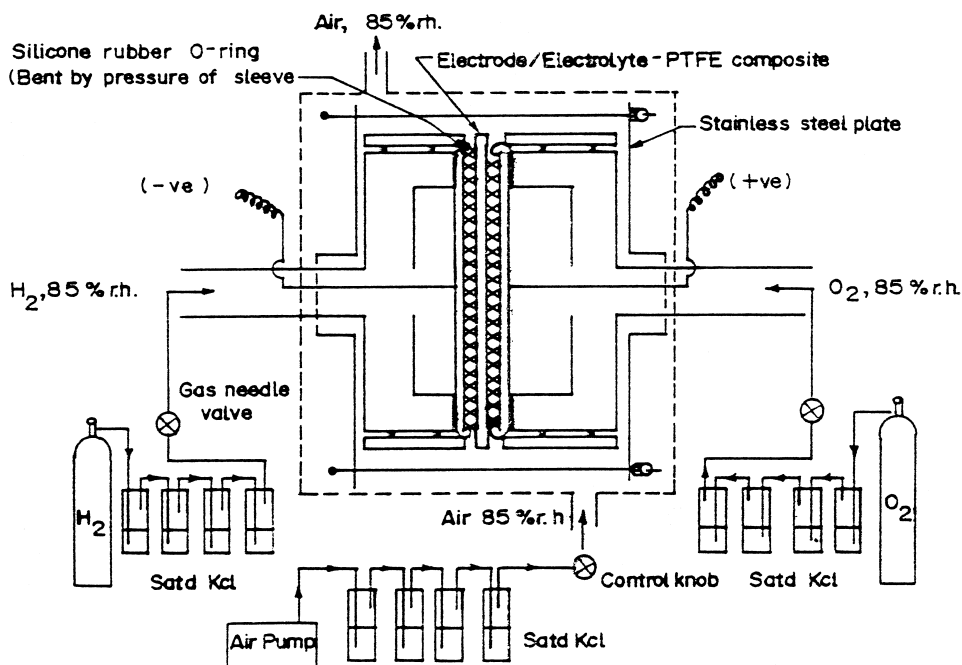 Air, 85%rh.
Silicone rubber O-ring
(Bent by pressure of sleeve
Electrode/Electrolyte-PTFE composite
Stainless steel plate
(-ve)
(+ve)
H2,85%r.h.
O2,85%r.h.
Gas needle
valve
H2
O2
Air 85%r.h
Satd Kcl
Control knob
Satd Kcl
Air Pump
Satd Kcl